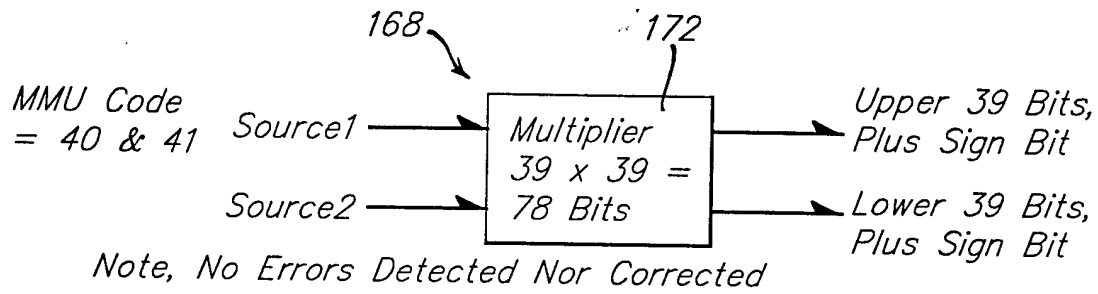 168
172
MMU Code
= 40 & 41
Source1
Source2
Multiplier
39 x 39 =
78 Bits
Upper 39 Bits,
Plus Sign Bit
Lower 39 Bits,
Plus Sign Bit
Note, No Errors Detected Nor Corrected